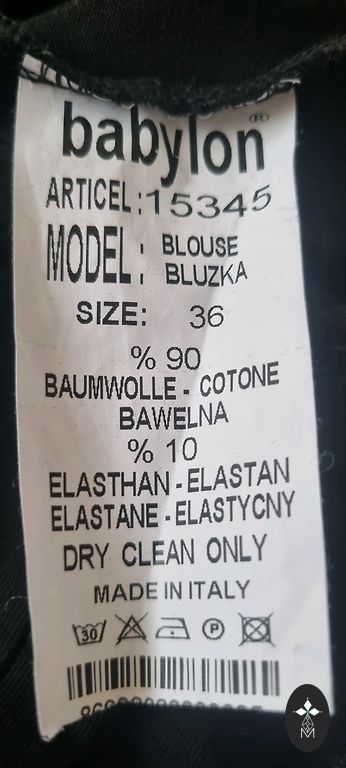 babylon®
ARTICEL:15345
MODEL: BLOUSE
BLUZKA
SIZE: 36
% 90
BAUMWOLLE - COTONE
BAWELNA
% 10
ELASTHAN - ELASTAN
ELASTANE - ELASTYCNY
DRY CLEAN ONLY
MADE IN ITALY
30 P
M